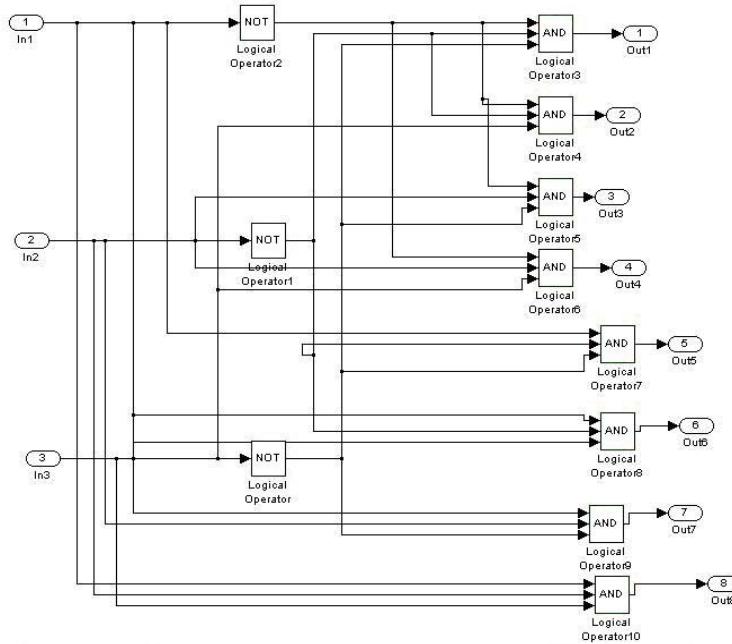 1
In1
NOT
Logical
Operator2
AND
Logical
Operator3
1
Out1
AND
Logical
Operator4
2
Out2
AND
Logical
Operator5
3
Out3
2
In2
NOT
Logical
Operator1
AND
Logical
Operator6
4
Out4
AND
Logical
Operator7
5
Out5
AND
Logical
Operator8
6
Out6
3
In3
NOT
Logical
Operator
AND
Logical
Operator9
7
Out7
AND
Logical
Operator10
8